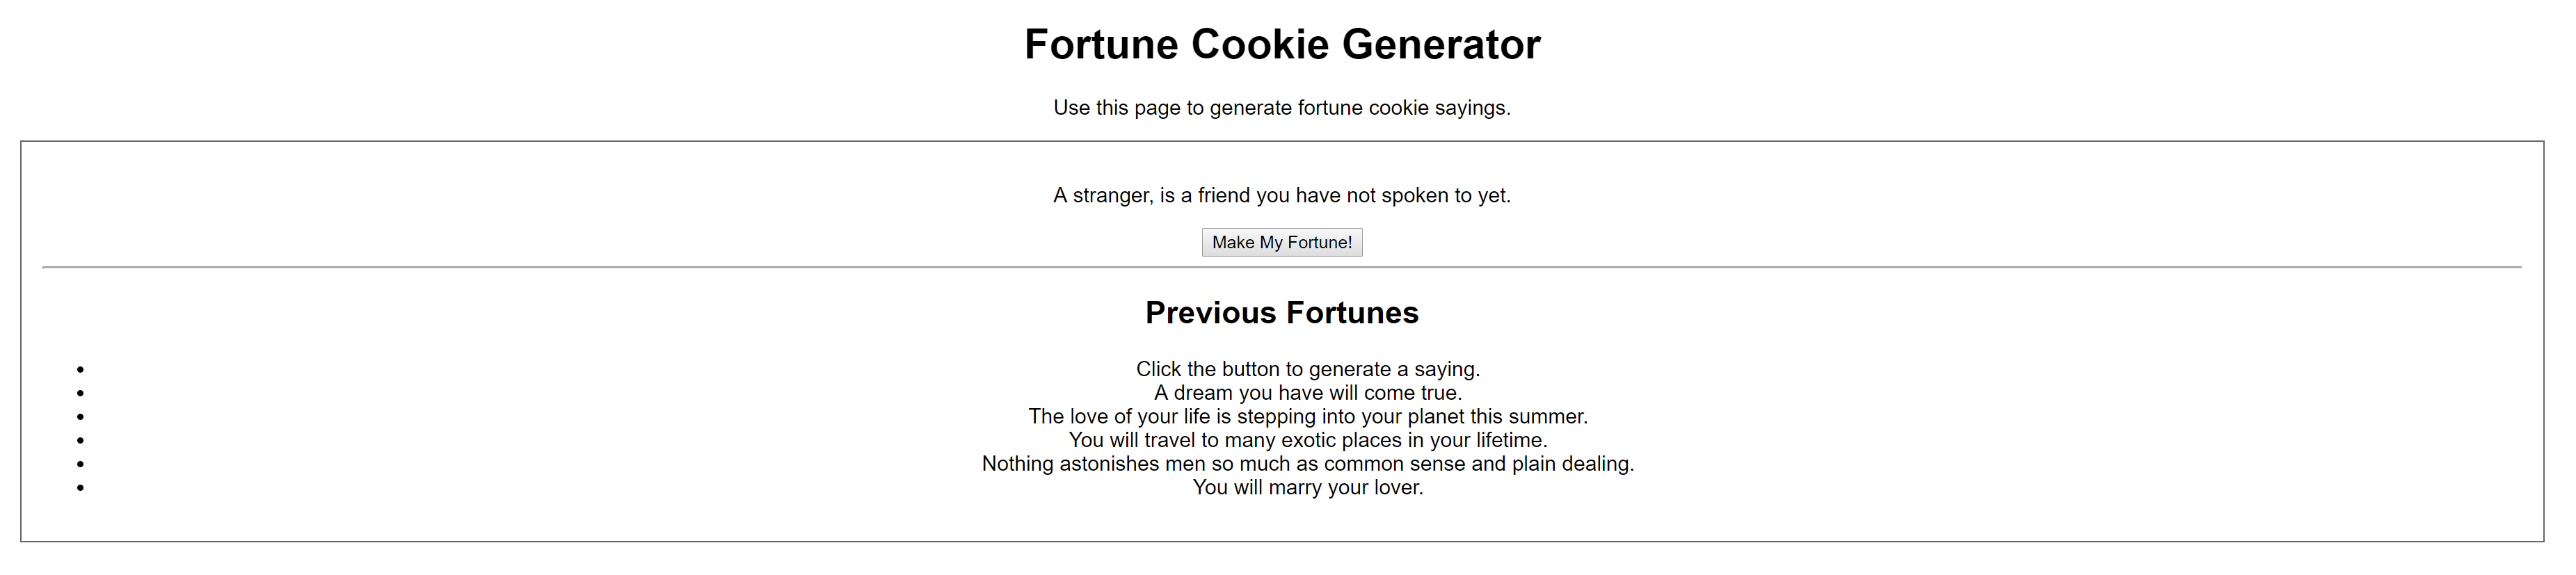 Fortune Cookie Generator
Use this page to generate fortune cookie sayings.
A stranger, is a friend you have not spoken to yet.
Make My Fortune!
Previous Fortunes
Click the button to generate a saying.
A dream you have will come true.
The love of your life is stepping into your planet this summer.
You will travel to many exotic places in your lifetime.
Nothing astonishes men so much as common sense and plain dealing.
You will marry your lover.